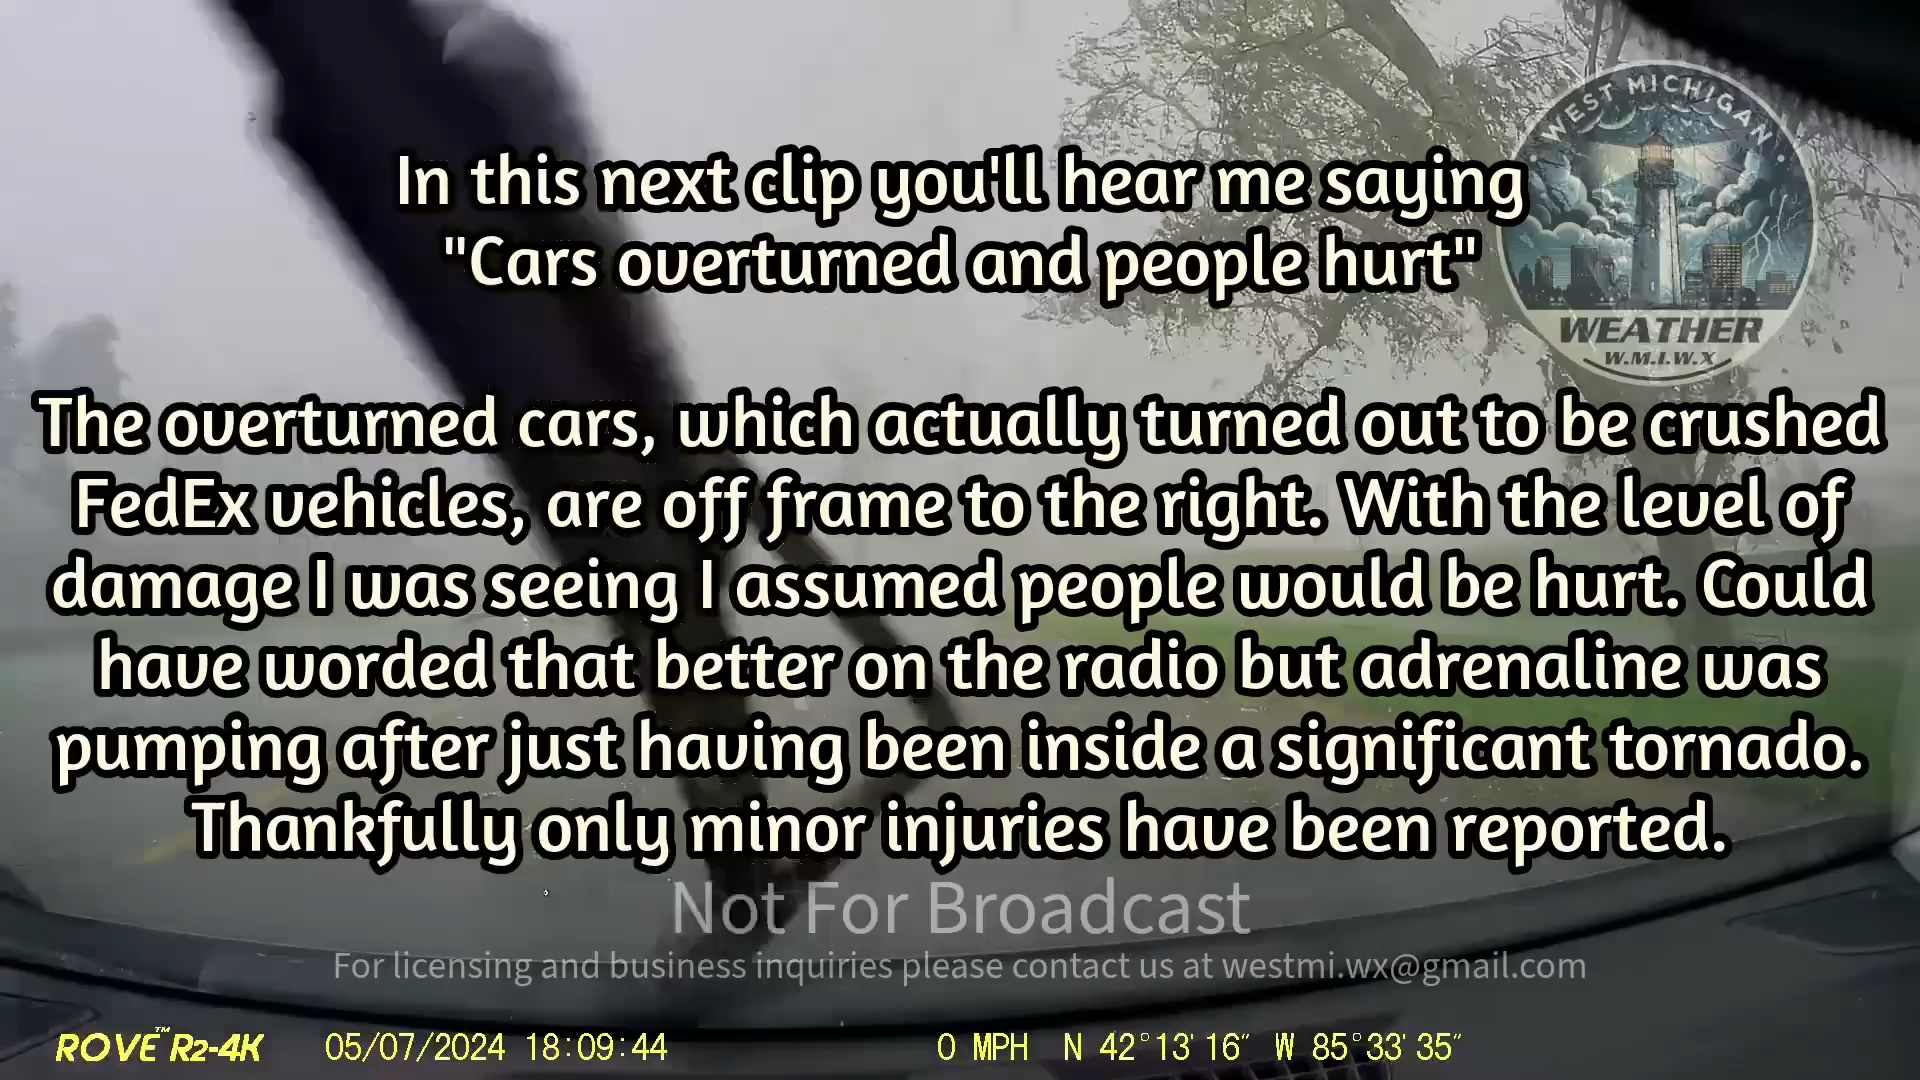 WEST MICHIGAN
WEATHER
W.M.I.W.X
In this next clip you'll hear me saying
"Cars overturned and people hurt"
The overturned cars, which actually turned out to be crushed
FedEx vehicles, are off frame to the right. With the level of
damage I was seeing I assumed people would be hurt. Could
have worded that better on the radio but adrenaline was
pumping after just having been inside a significant tornado.
Thankfully only minor injuries have been reported.
Not For Broadcast
For licensing and business inquiries please contact us at westmi.wx@gmail.com
ROVE™ R2-4K 05/07/2024 18:09:44 0 MPH N 42°13'16" W 85°33'35"